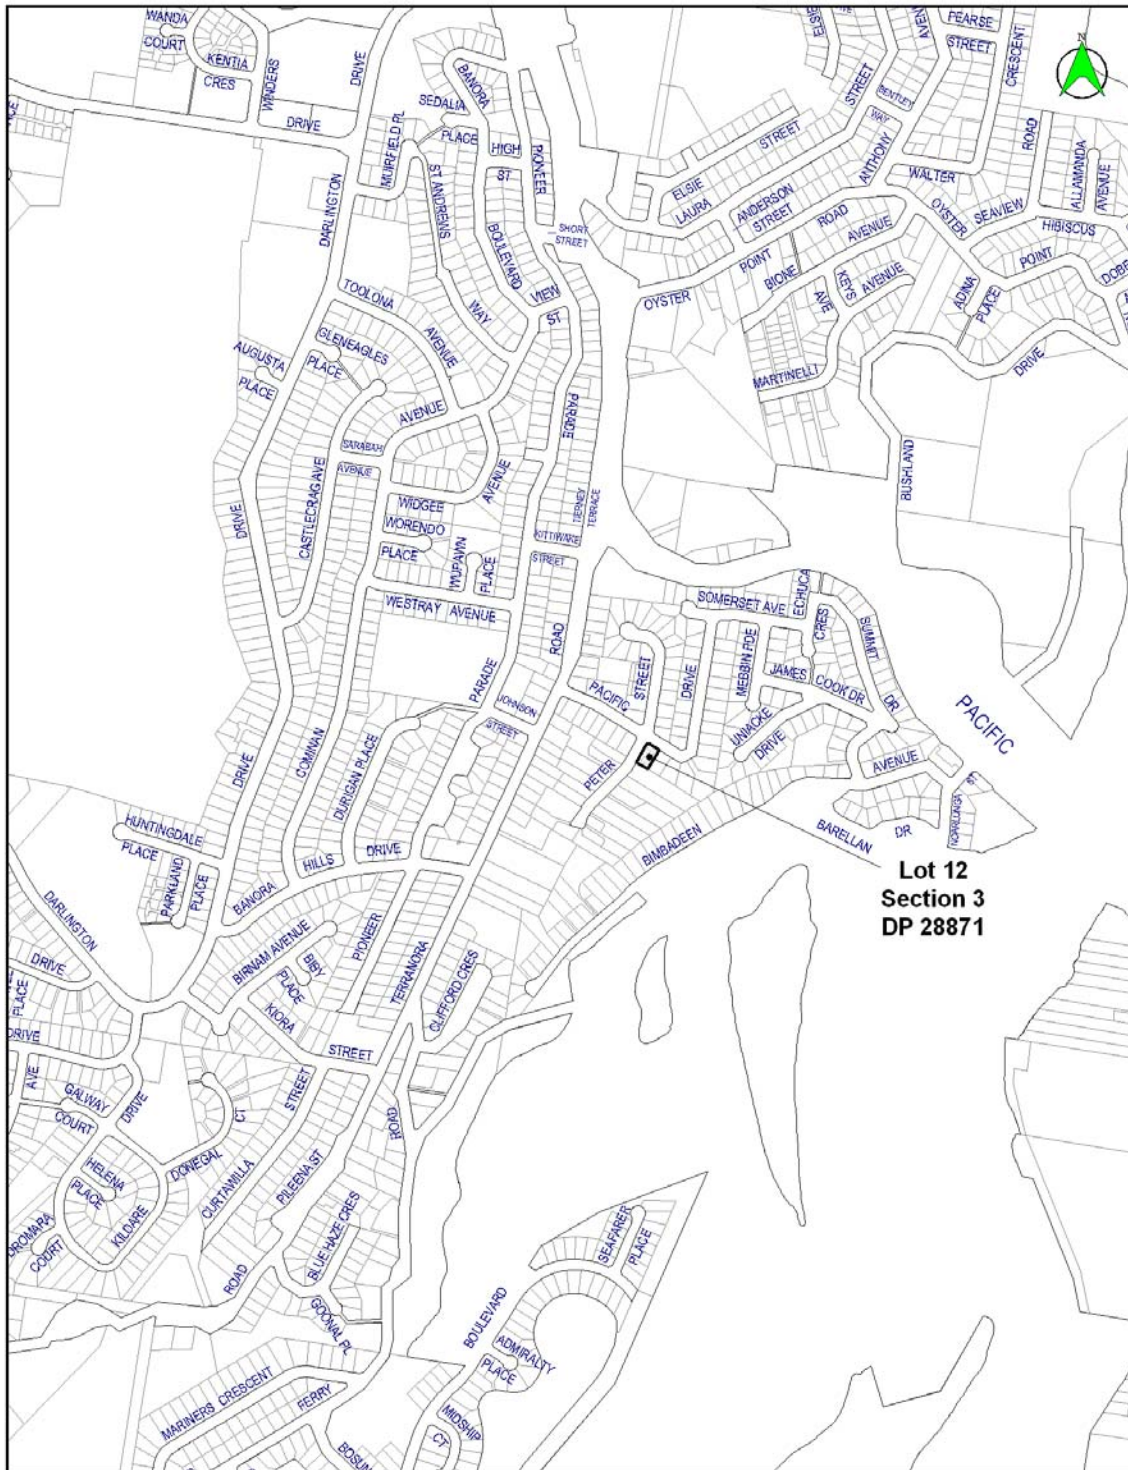 WANDA
COURT
KENTIA
CRES
WINDERS
DRIVE
DRIVE
DARLINGTON
MUIRFIELD PL
SEDALIA
PLACE
BANORA
HIGH
ST
PIONEER
ST ANDREWS
WAY
BOULEVARD
VIEW
ST
SHORT
STREET
ELSIE
STREET
BENTLEY
WAY
ANTHONY
PEARSE
STREET
CRESCENT
N
ELSIE
STREET
LAURA
ANDERSON
STREET
WALTER
ROAD
ALLAMANDA
AVENUE
OYSTER
SEAVIEW
HIBISCUS
POINT
OYSTER
POINT
ROAD
BIONE
AVENUE
AVE
KEYS
AVENUE
ADINA
PLACE
DRIVE
MARTINELLI
BUSHLAND
TOOLONA
AVENUE
GLENEAGLES
PLACE
AUGUSTA
PLACE
AVENUE
SARABAH
AVENUE
CASTLECRAG AVE
DRIVE
WIDGEE
AVENUE
WORENDO
PLACE
WUPAWN
PLACE
WESTRAY AVENUE
PARADE
TIERNEY
TERRACE
KITTIWAKE
STREET
ROAD
PARADE
JOHNSON
STREET
PACIFIC
STREET
DRIVE
SOMERSET AVE
ECHUCA
CRES
MEBBIN PDE
JAMES
COOK DR
SUMMIT
DR
UNIACKE
DRIVE
PETER
PACIFIC
AVENUE
BIMBADEEN
BARELLAN
DR
NORRLUNGA
ST
Lot 12
Section 3
DP 28871
COMINAN
DURIGAN PLACE
DRIVE
HUNTINGDALE
PLACE
PARKLAND
PLACE
BANORA
HILLS
DRIVE
DARLINGTON
DRIVE
PLACE
DRIVE
AVE
BIRNAM AVENUE
BIBY
PLACE
KIORA
STREET
PIONEER
TERRANORA
CLIFFORD CRES
ROAD
GALWAY
COURT
DRIVE
CT
DONEGAL
HELENA
PLACE
KILDARE
DROMARA
COURT
CURTAWILLA
STREET
PILEENA ST
ROAD
BLUE HAZE CRES
GOONAL PL
MARINERS CRESCENT
FERRY
SEAFARER
PLACE
BOULEVARD
ADMIRALTY
PLACE
MIDSHIP
CT